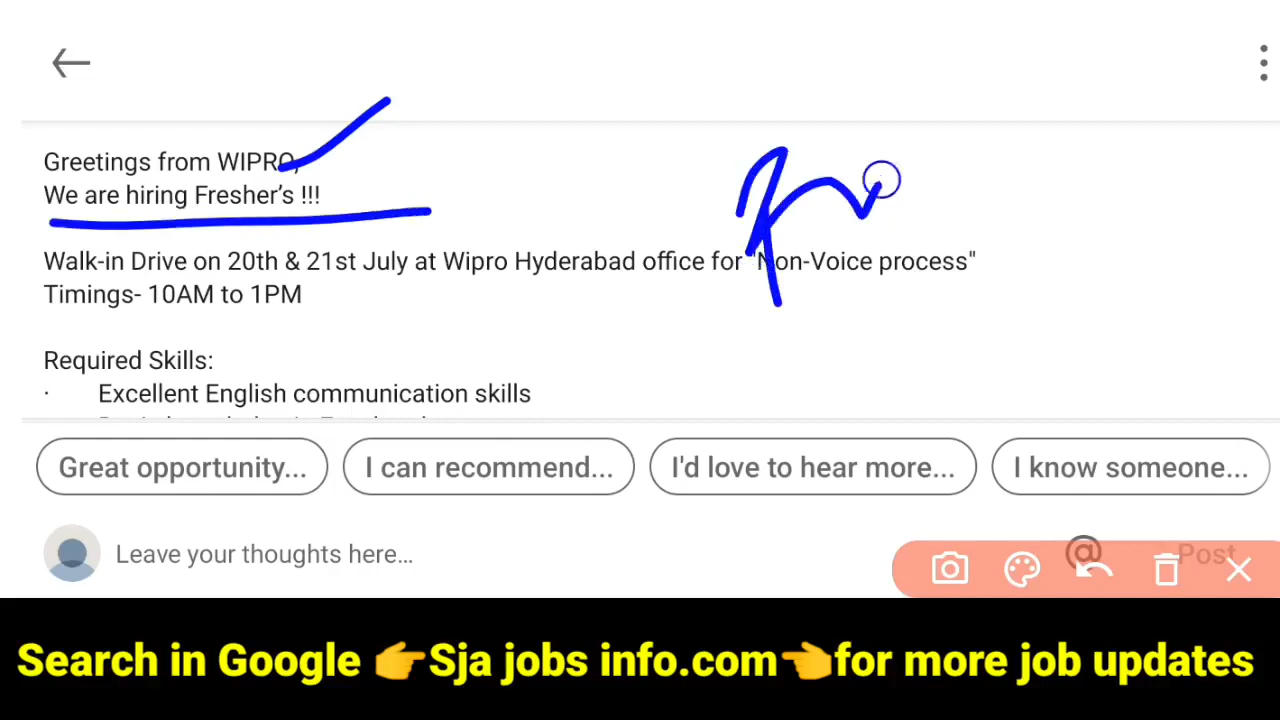 Greetings from WIPRO,
We are hiring Fresher’s !!!
Walk-in Drive on 20th & 21st July at Wipro Hyderabad office for "Non-Voice process"
Timings- 10AM to 1PM
Required Skills:
· Excellent English communication skills
Great opportunity... I can recommend... I'd love to hear more... I know someone...
Leave your thoughts here... @ Post
Search in Google 👉Sja jobs info.com👈for more job updates